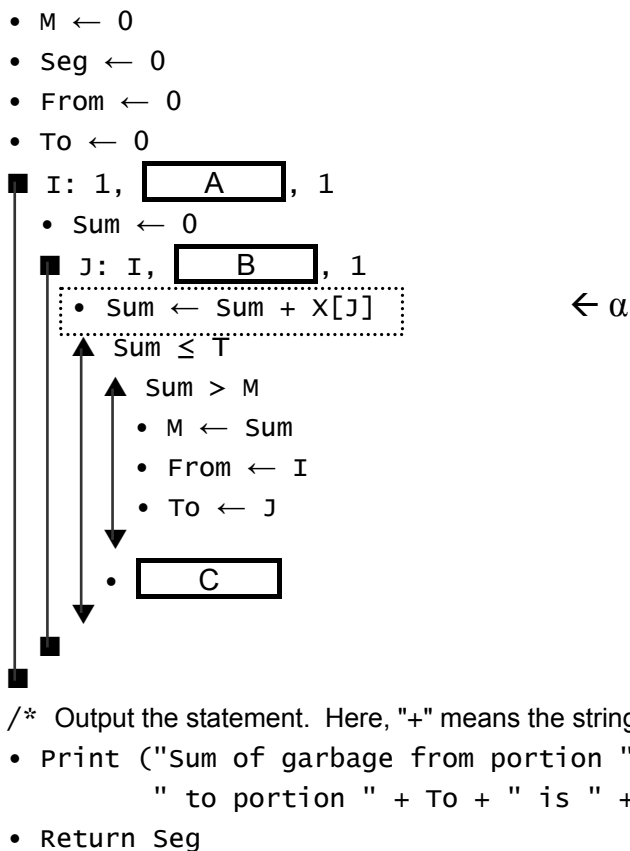 • M ← 0
• Seg ← 0
• From ← 0
• To ← 0
■ I: 1, A, 1
• Sum ← 0
■ J: I, B, 1
• Sum ← Sum + X[J] ← α
▲ Sum ≤ T
▲ Sum > M
• M ← Sum
• From ← I
• To ← J
• C
/* Output the statement. Here, "+" means the string
• Print ("Sum of garbage from portion "
" to portion " + To + " is " +
• Return Seg